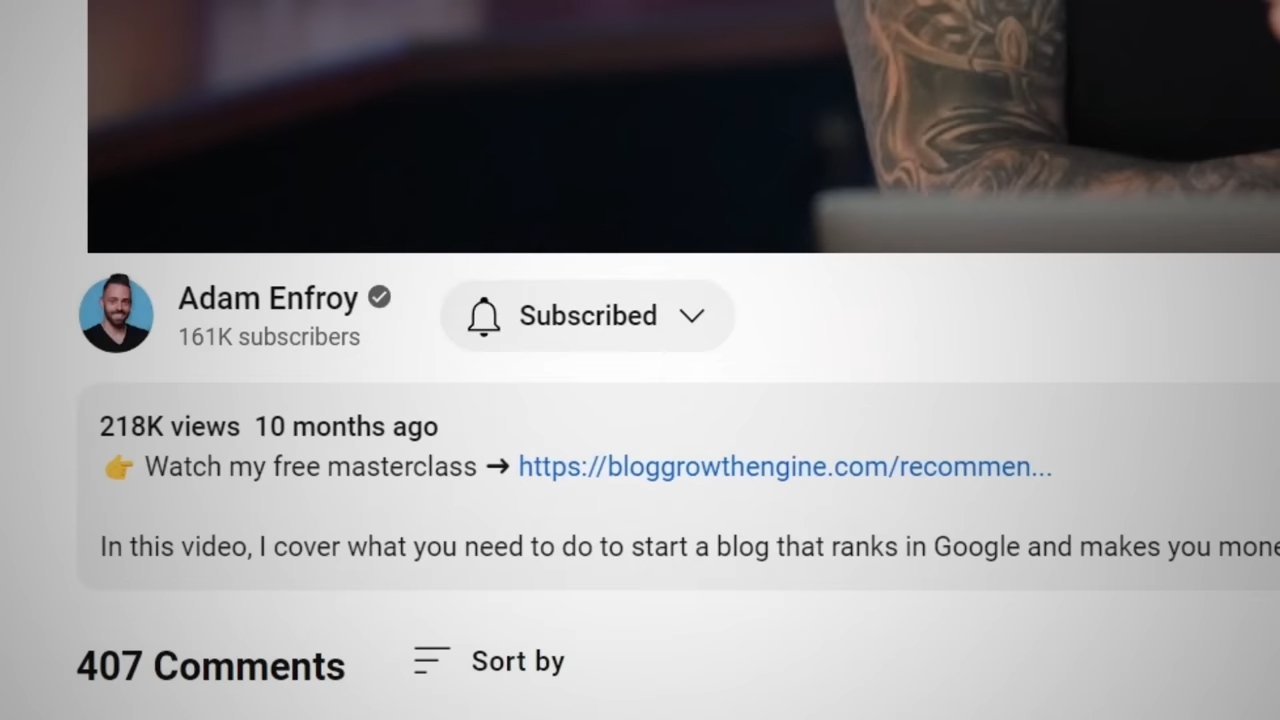 Adam Enfroy
161K subscribers
Subscribed
218K views 10 months ago
👉 Watch my free masterclass ➞ https://bloggrowthengine.com/recommen...
In this video, I cover what you need to do to start a blog that ranks in Google and makes you mone
407 Comments
Sort by